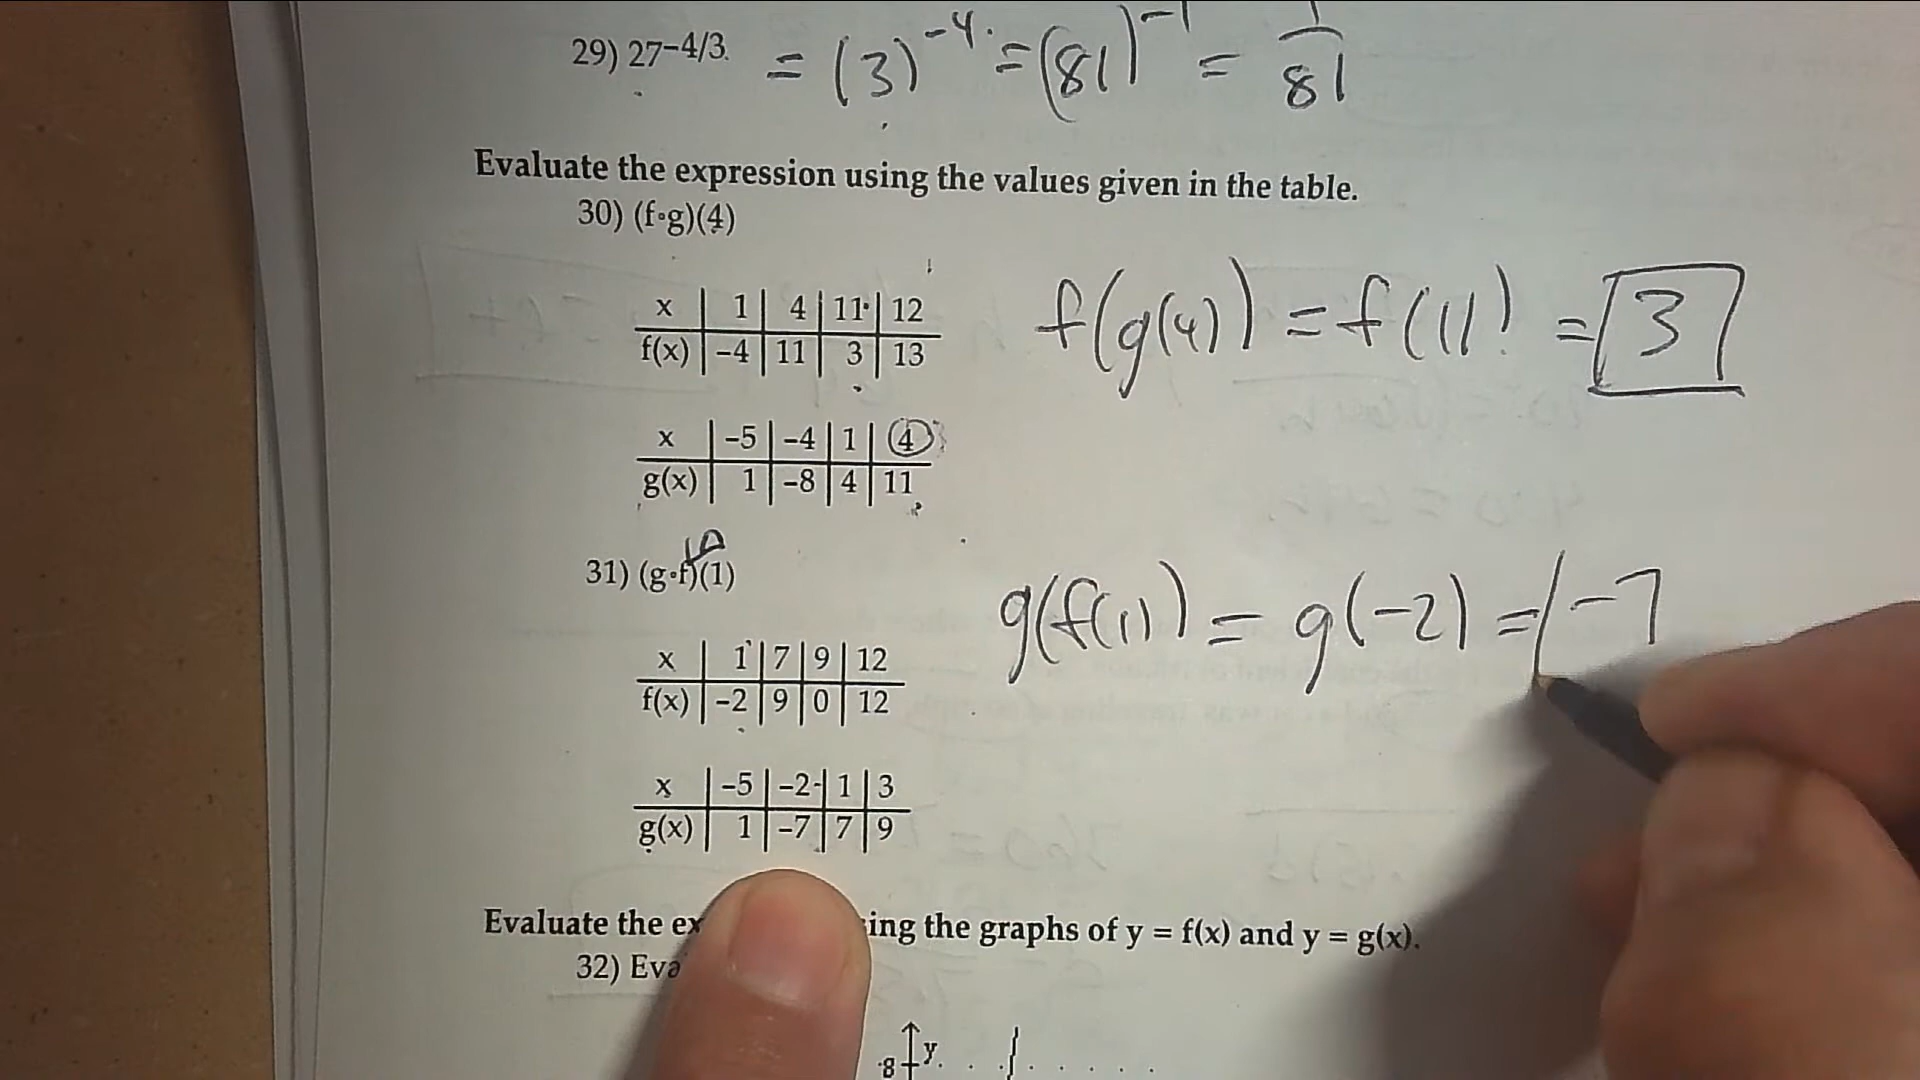 29) 27−4/3. = (3)^-4. = (81)^-1 = 1/81
Evaluate the expression using the values given in the table.
30) (f∘g)(4)
x | 1 | 4 | 11 | 12
f(x) | −4 | 11 | 3 | 13
f(g(4)) = f(11) = 3
x | −5 | −4 | 1 | 4
g(x) | 1 | −8 | 4 | 11
31) (g∘f)(1)
g(f(1)) = g(-2) = -7
x | 1 | 7 | 9 | 12
f(x) | −2 | 9 | 0 | 12
x | −5 | −2 | 1 | 3
g(x) | 1 | −7 | 7 | 9
Evaluate the ing the graphs of y = f(x) and y = g(x).
32)
y
8